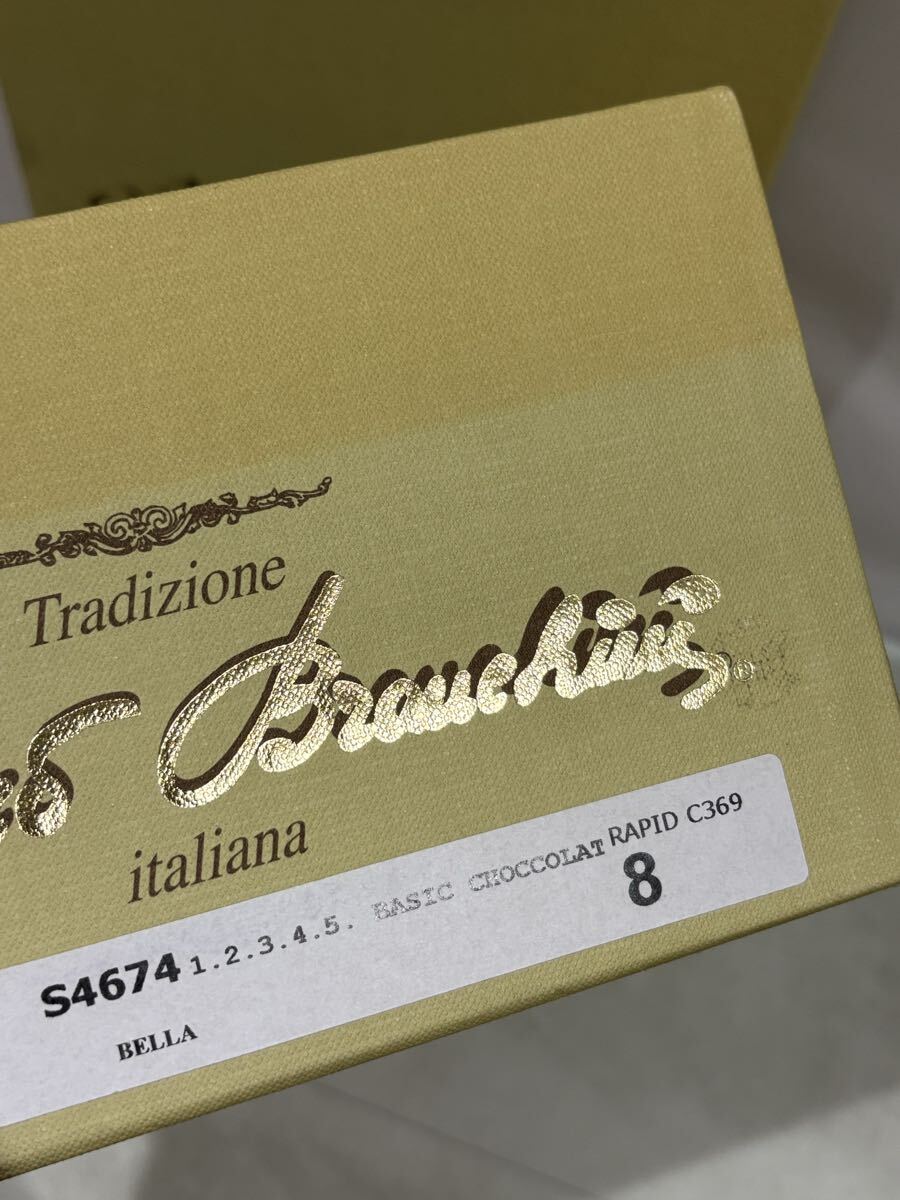 Tradizione
Branchini
italiana
S4674 1.2.3.4.5. BASIC CHOCCOLAT RAPID C369
8
BELLA